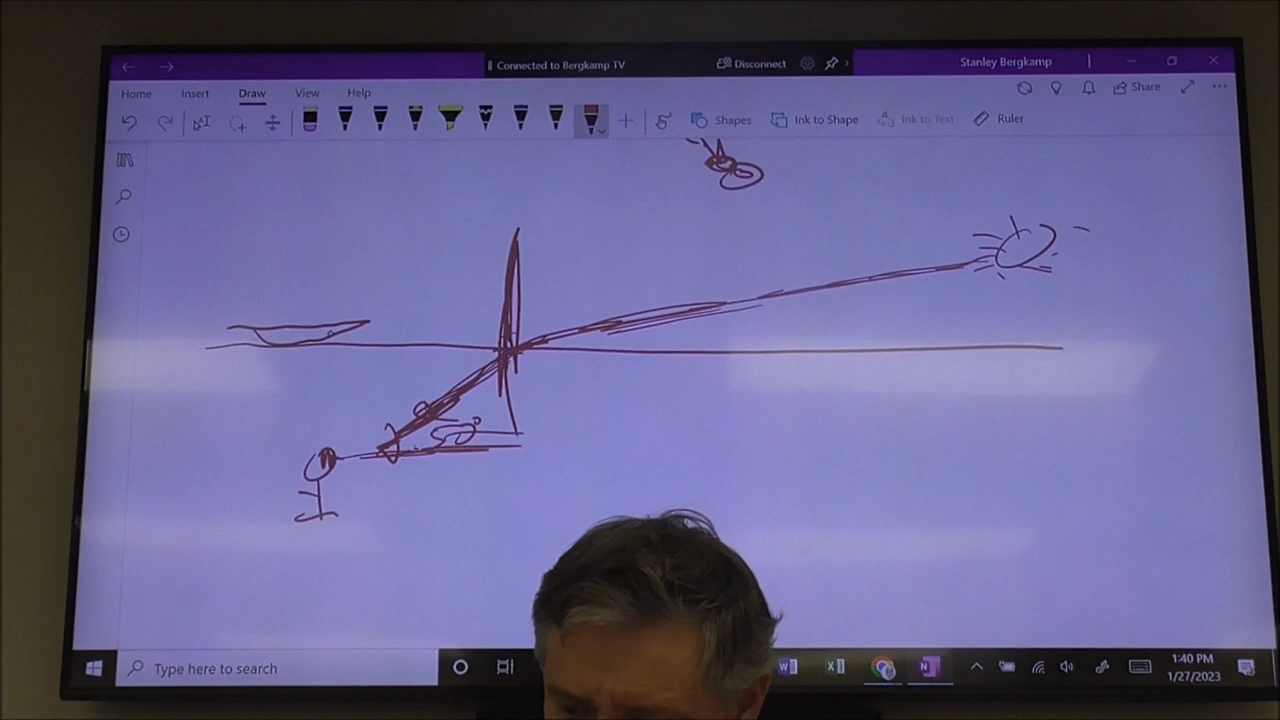 Connected to Bergkamp TV
Disconnect
Stanley Bergkamp
Home Insert Draw View Help
Share
Shapes
Ink to Shape
Ink to Text
Ruler
50°
Type here to search
1:40 PM
1/27/2023